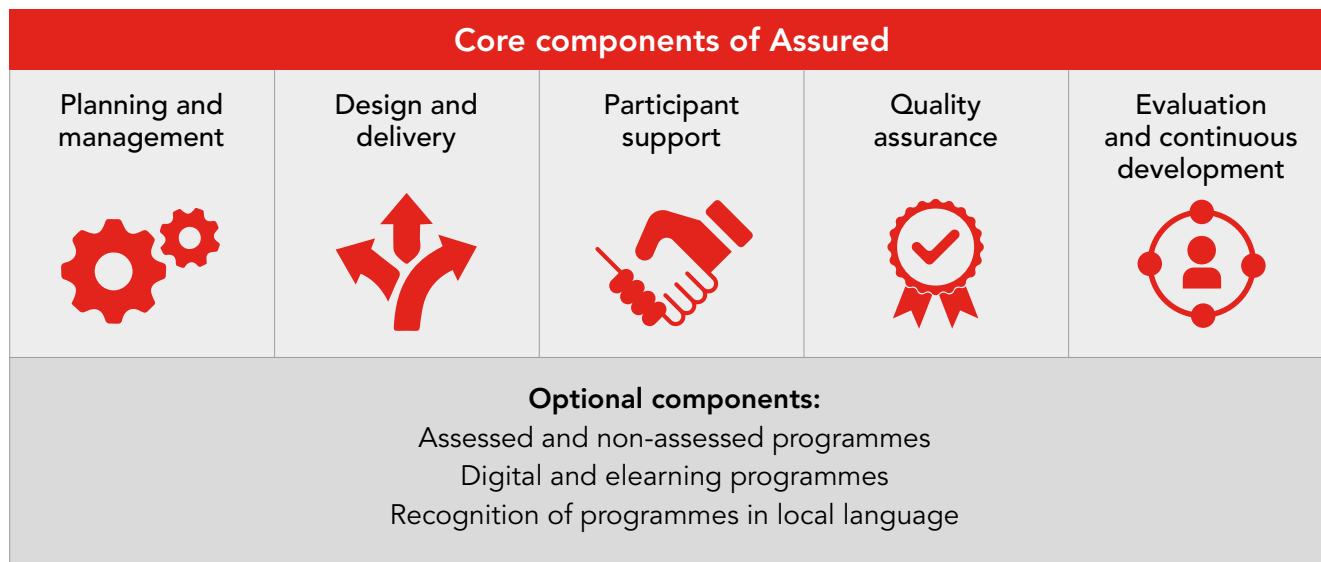 Core components of Assured
Planning and
management
Design and
delivery
Participant
support
Quality
assurance
Evaluation
and continuous
development
Optional components:
Assessed and non-assessed programmes
Digital and elearning programmes
Recognition of programmes in local language